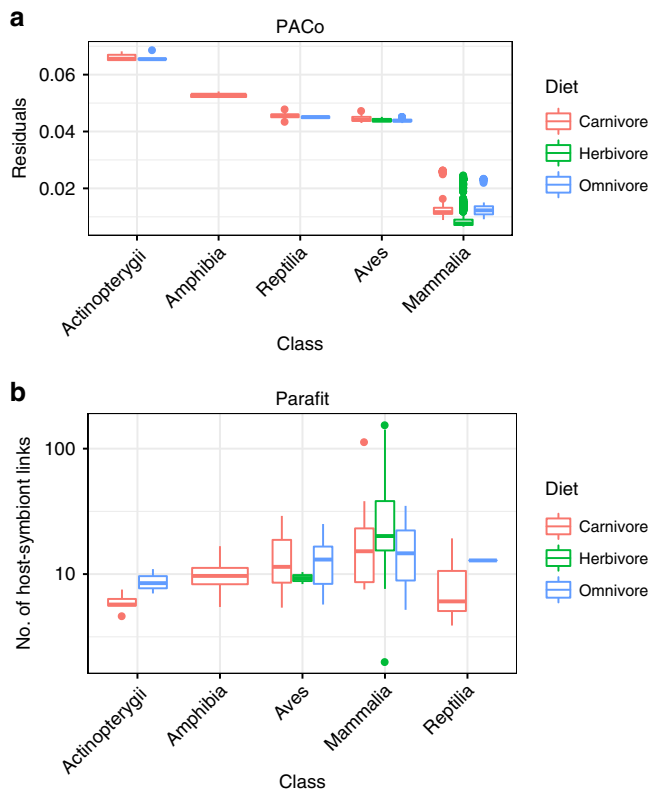 a
PACo
0.06
0.04
0.02
Residuals
Actinopterygii
Amphibia
Reptilia
Aves
Mammalia
Class
Diet
Carnivore
Herbivore
Omnivore
b
Parafit
100
10
No. of host-symbiont links
Actinopterygii
Amphibia
Aves
Mammalia
Reptilia
Class
Diet
Carnivore
Herbivore
Omnivore